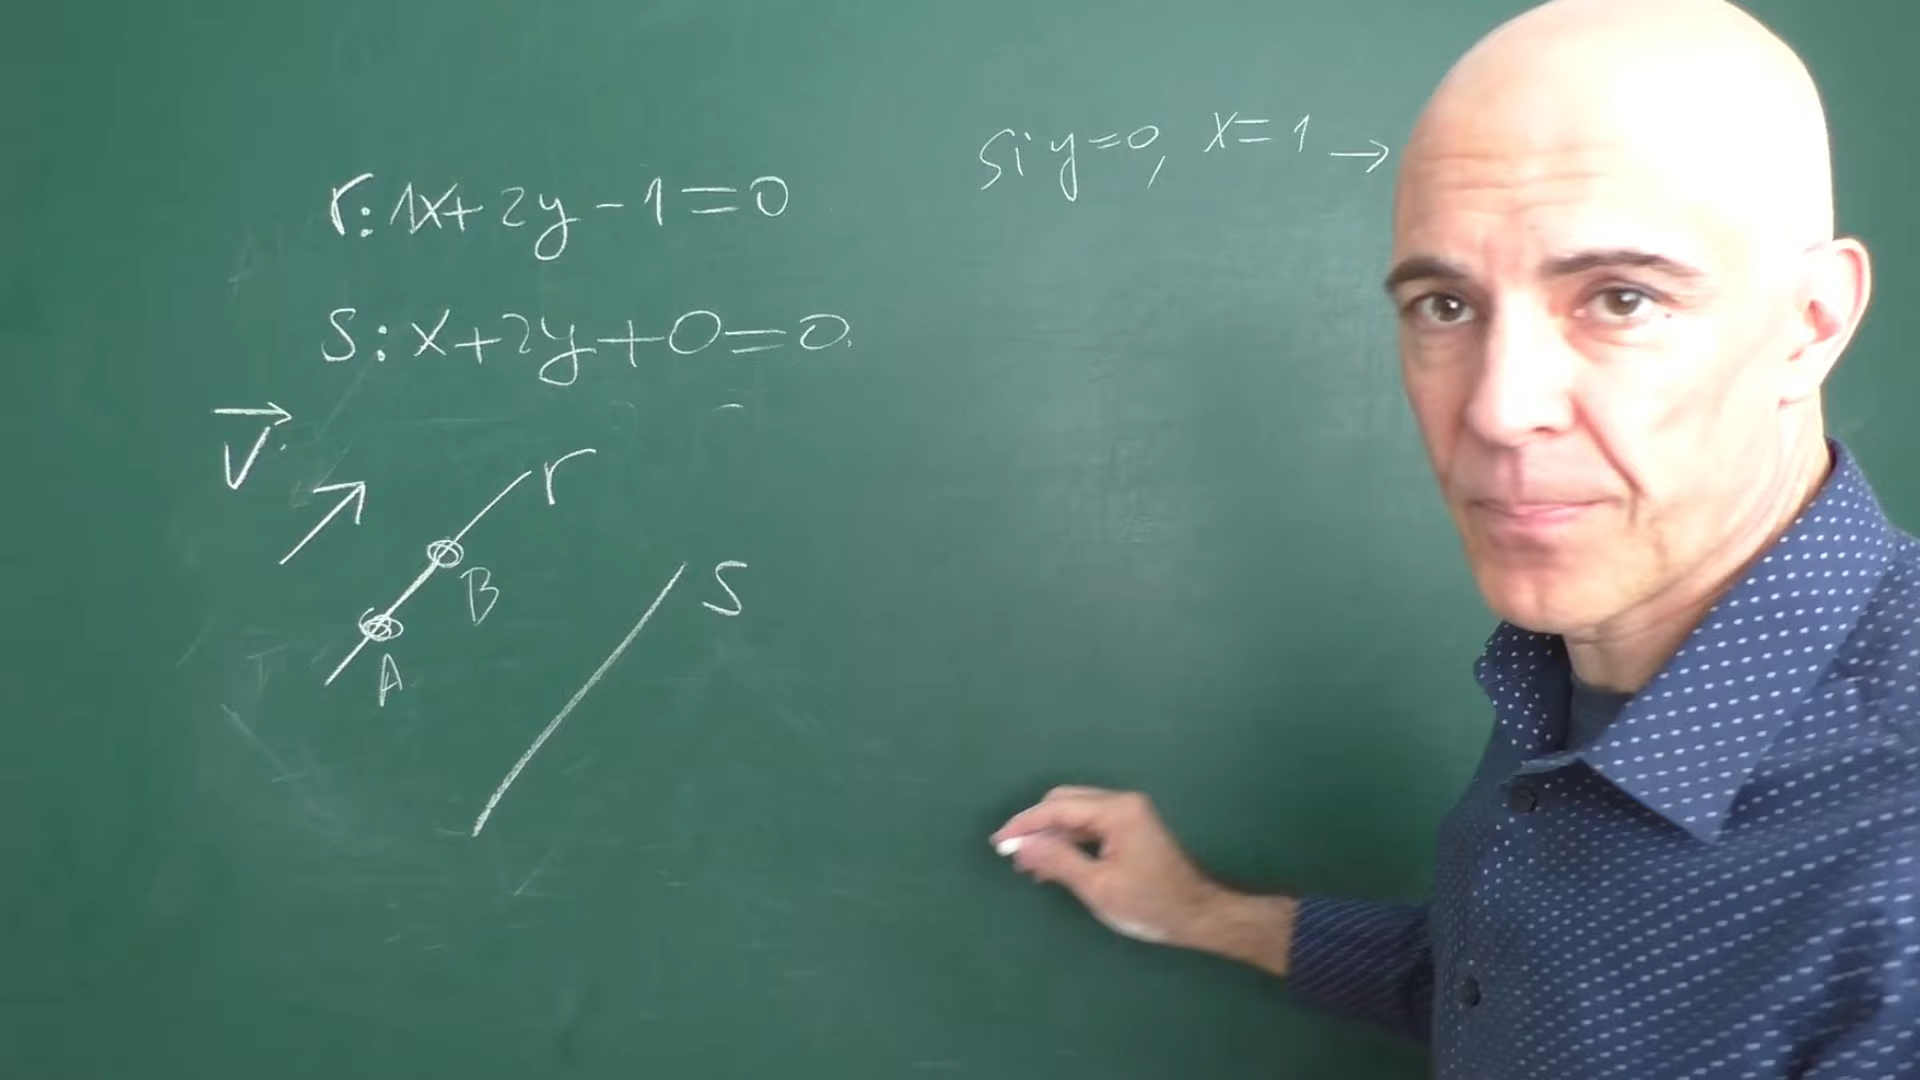 r: 1x+2y-1=0
si y=0, x=1 →
s: x+2y+0=0
v⃗
r
B
A
s